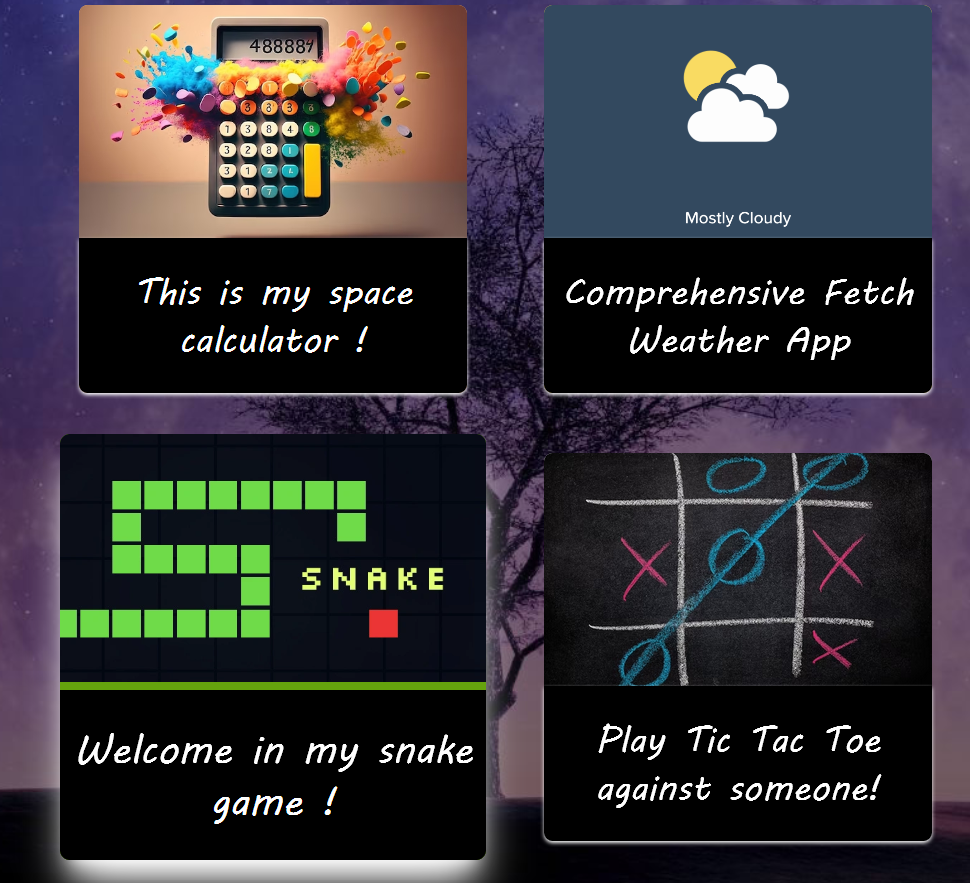 488884
This is my space
calculator !
Mostly Cloudy
Comprehensive Fetch
Weather App
SNAKE
Welcome in my snake
game !
Play Tic Tac Toe
against someone!